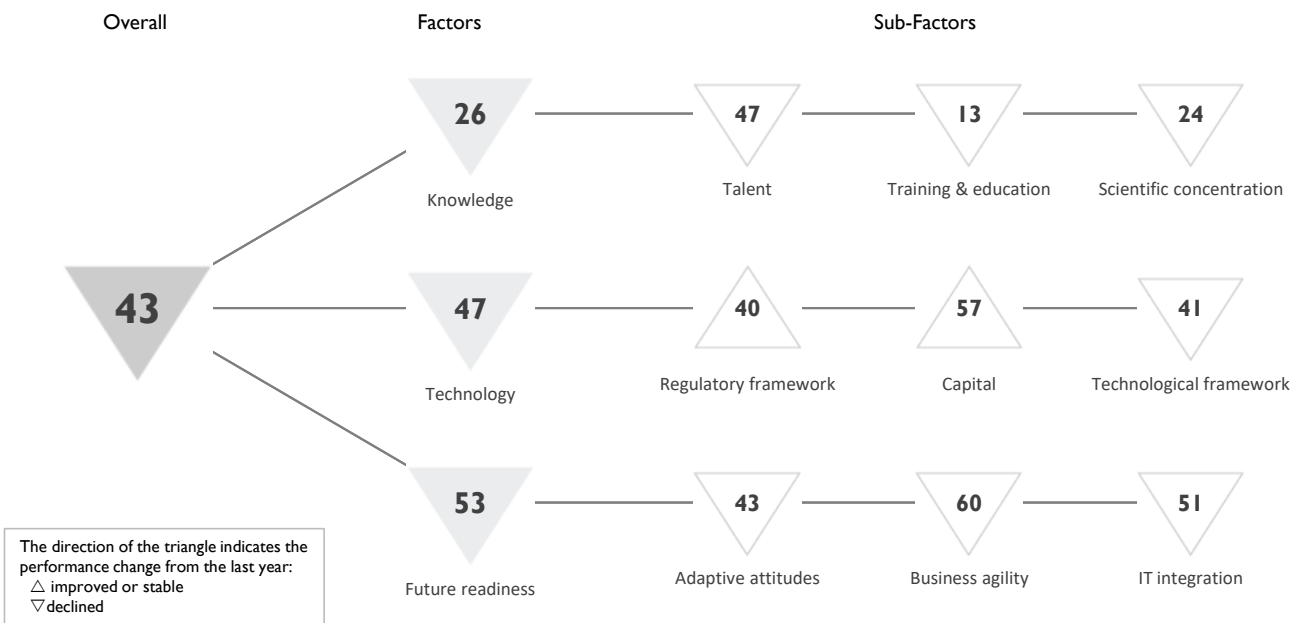 Overall
Factors
Sub-Factors
26
47
13
24
Knowledge
Talent
Training & education
Scientific concentration
43
47
40
57
41
Technology
Regulatory framework
Capital
Technological framework
53
43
60
51
Future readiness
Adaptive attitudes
Business agility
IT integration
The direction of the triangle indicates the
performance change from the last year:
△ improved or stable
▽ declined